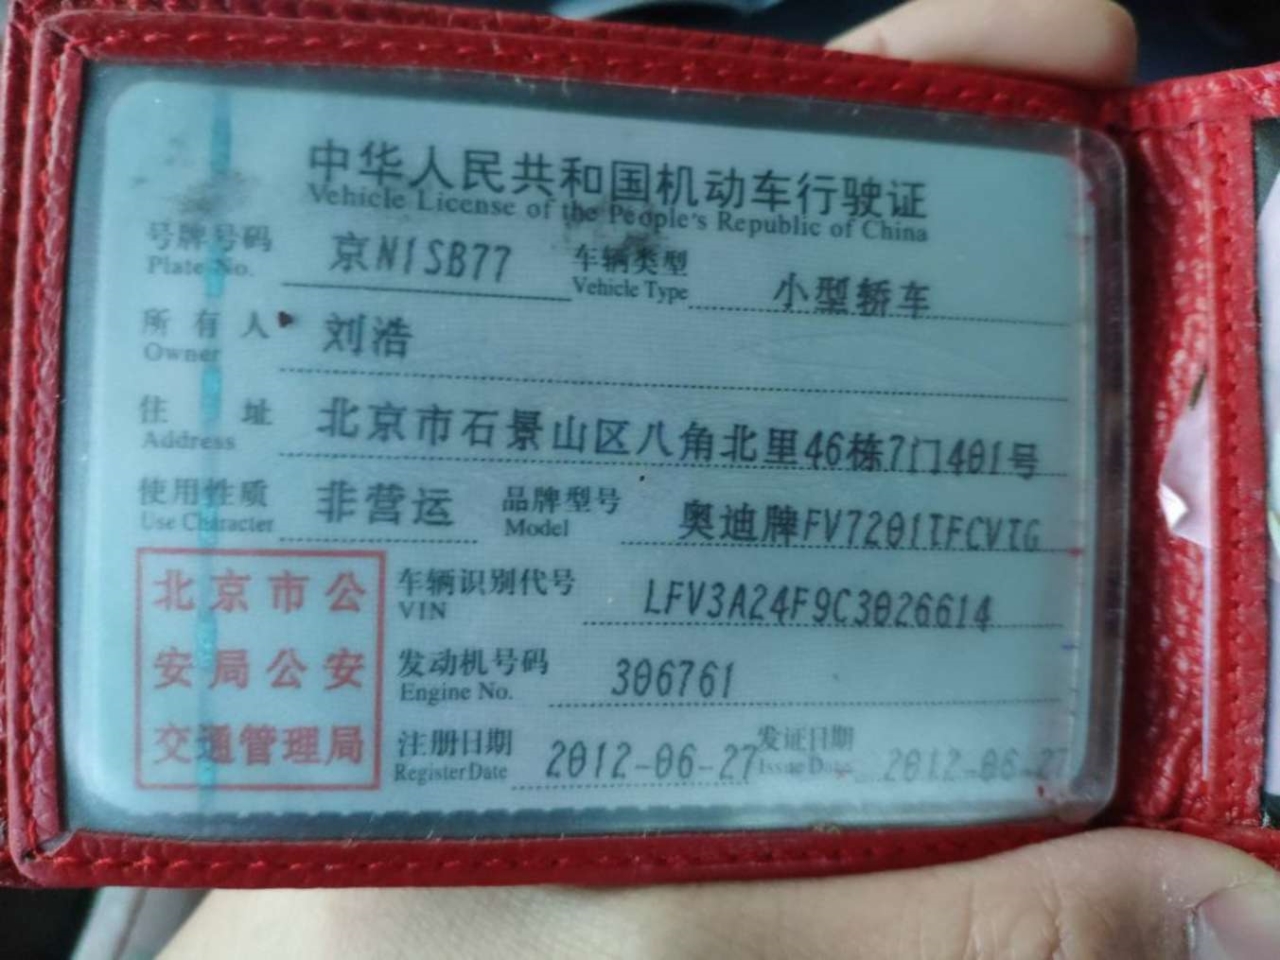 中华人民共和国机动车行驶证
Vehicle License of the People's Republic of China
号牌号码 京N1SB77 车辆类型 小型轿车
Plate No. Vehicle Type
所有人 刘浩
Owner
住址 北京市石景山区八角北里46栋7门401号
Address
使用性质 非营运 品牌型号 奥迪牌FV7201TFCVTG
Use Character Model
北京市公
安局公安
交通管理局
车辆识别代号 LFV3A24F9C3026614
VIN
发动机号码 306761
Engine No.
注册日期 2012-06-27 发证日期 2012-06-27
Register Date Issue Date